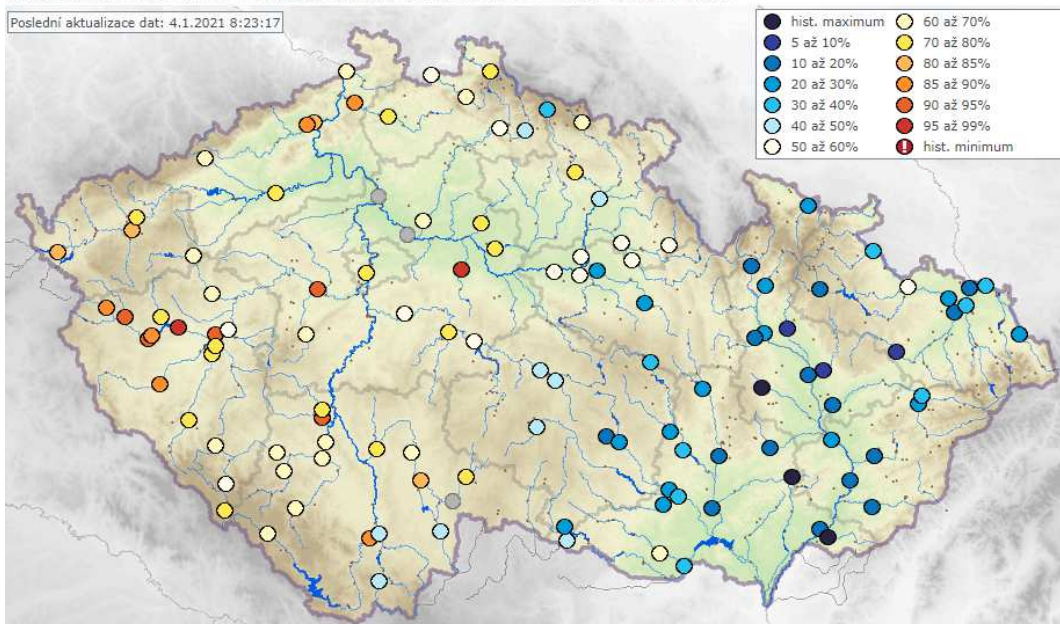 Poslední aktualizace dat: 4.1.2021 8:23:17
hist. maximum
5 až 10%
10 až 20%
20 až 30%
30 až 40%
40 až 50%
50 až 60%
60 až 70%
70 až 80%
80 až 85%
85 až 90%
90 až 95%
95 až 99%
hist. minimum